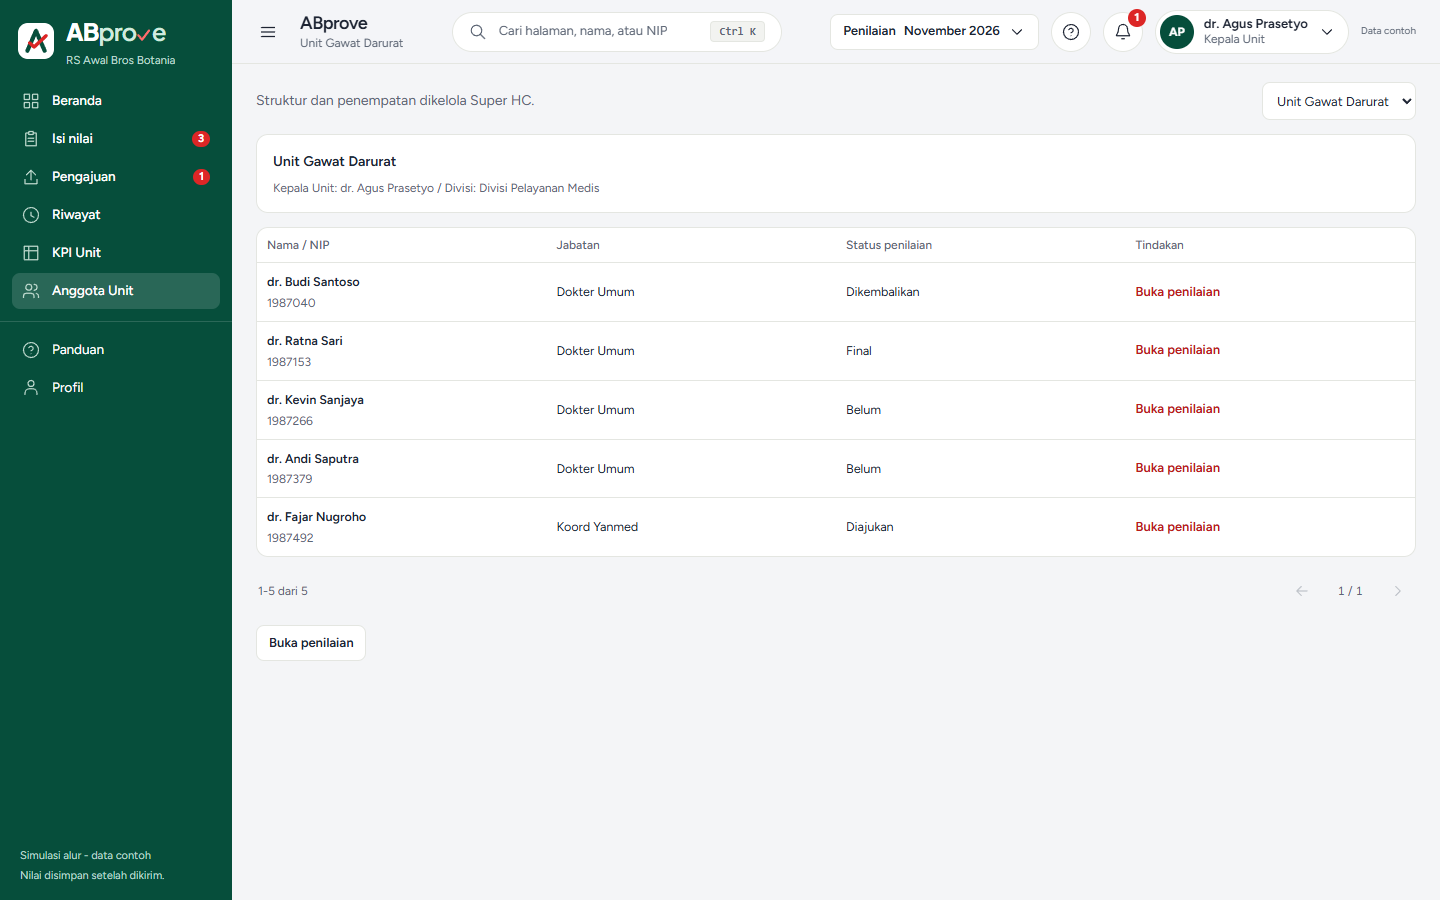 ABprove
RS Awal Bros Botania
Beranda
Isi nilai 3
Pengajuan 1
Riwayat
KPI Unit
Anggota Unit
Panduan
Profil
Simulasi alur - data contoh
Nilai disimpan setelah dikirim.
ABprove
Unit Gawat Darurat
Cari halaman, nama, atau NIP Ctrl K
Penilaian November 2026
1
AP
dr. Agus Prasetyo
Kepala Unit
Data contoh
Struktur dan penempatan dikelola Super HC.
Unit Gawat Darurat
Unit Gawat Darurat
Kepala Unit: dr. Agus Prasetyo / Divisi: Divisi Pelayanan Medis
Nama / NIP Jabatan Status penilaian Tindakan
dr. Budi Santoso
1987040
Dokter Umum Dikembalikan Buka penilaian
dr. Ratna Sari
1987153
Dokter Umum Final Buka penilaian
dr. Kevin Sanjaya
1987266
Dokter Umum Belum Buka penilaian
dr. Andi Saputra
1987379
Dokter Umum Belum Buka penilaian
dr. Fajar Nugroho
1987492
Koord Yanmed Diajukan Buka penilaian
1-5 dari 5
1 / 1
Buka penilaian